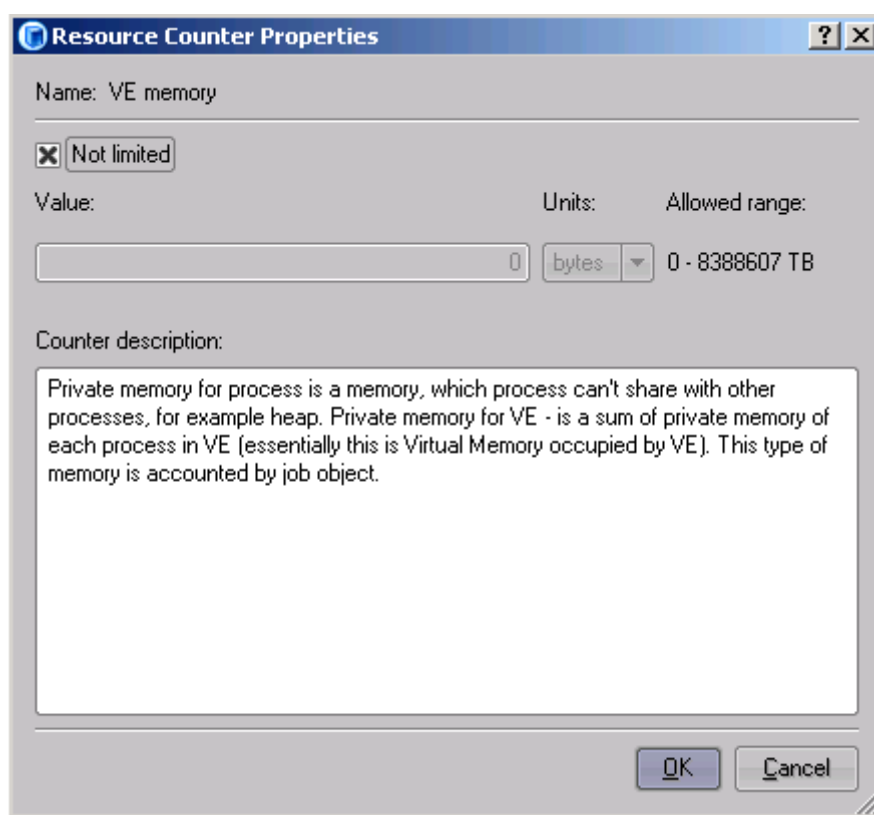 Resource Counter Properties
Name: VE memory
Not limited
Value: Units: Allowed range:
0 bytes 0 - 8388607 TB
Counter description:
Private memory for process is a memory, which process can't share with other
processes, for example heap. Private memory for VE - is a sum of private memory of
each process in VE (essentially this is Virtual Memory occupied by VE). This type of
memory is accounted by job object.
OK Cancel